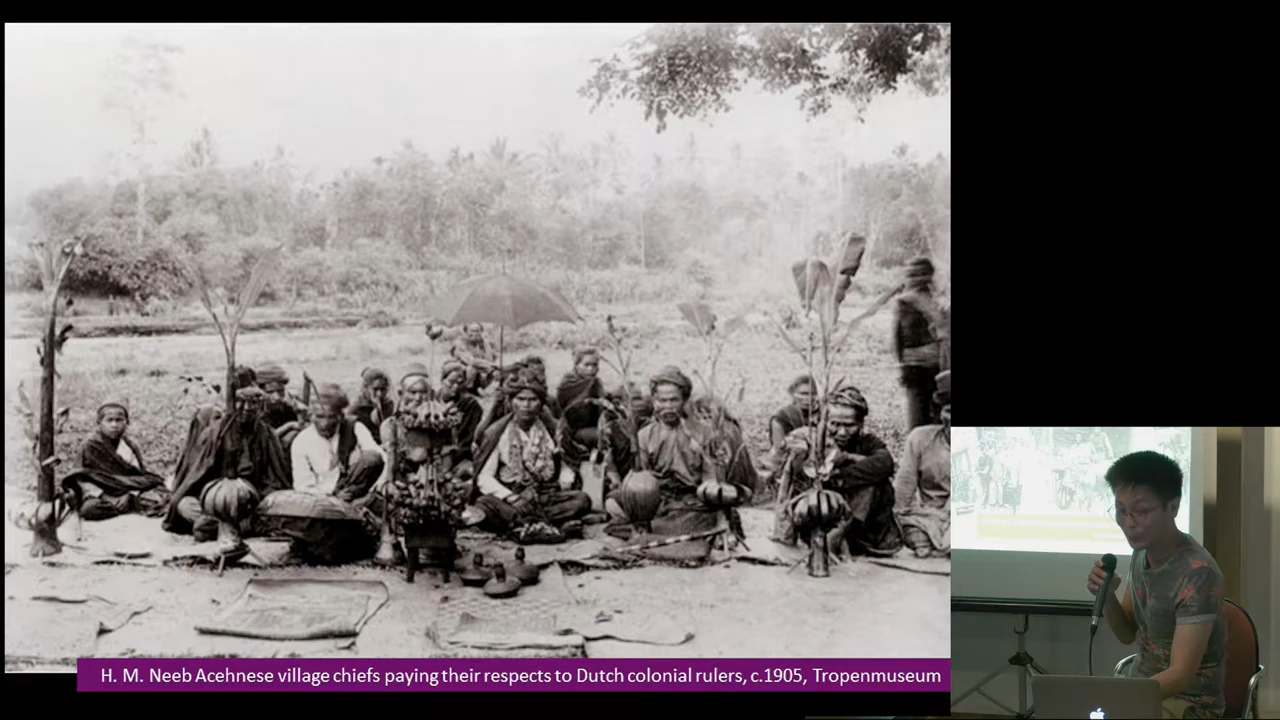 H. M. Neeb Acehnese village chiefs paying their respects to Dutch colonial rulers, c.1905, Tropenmuseum